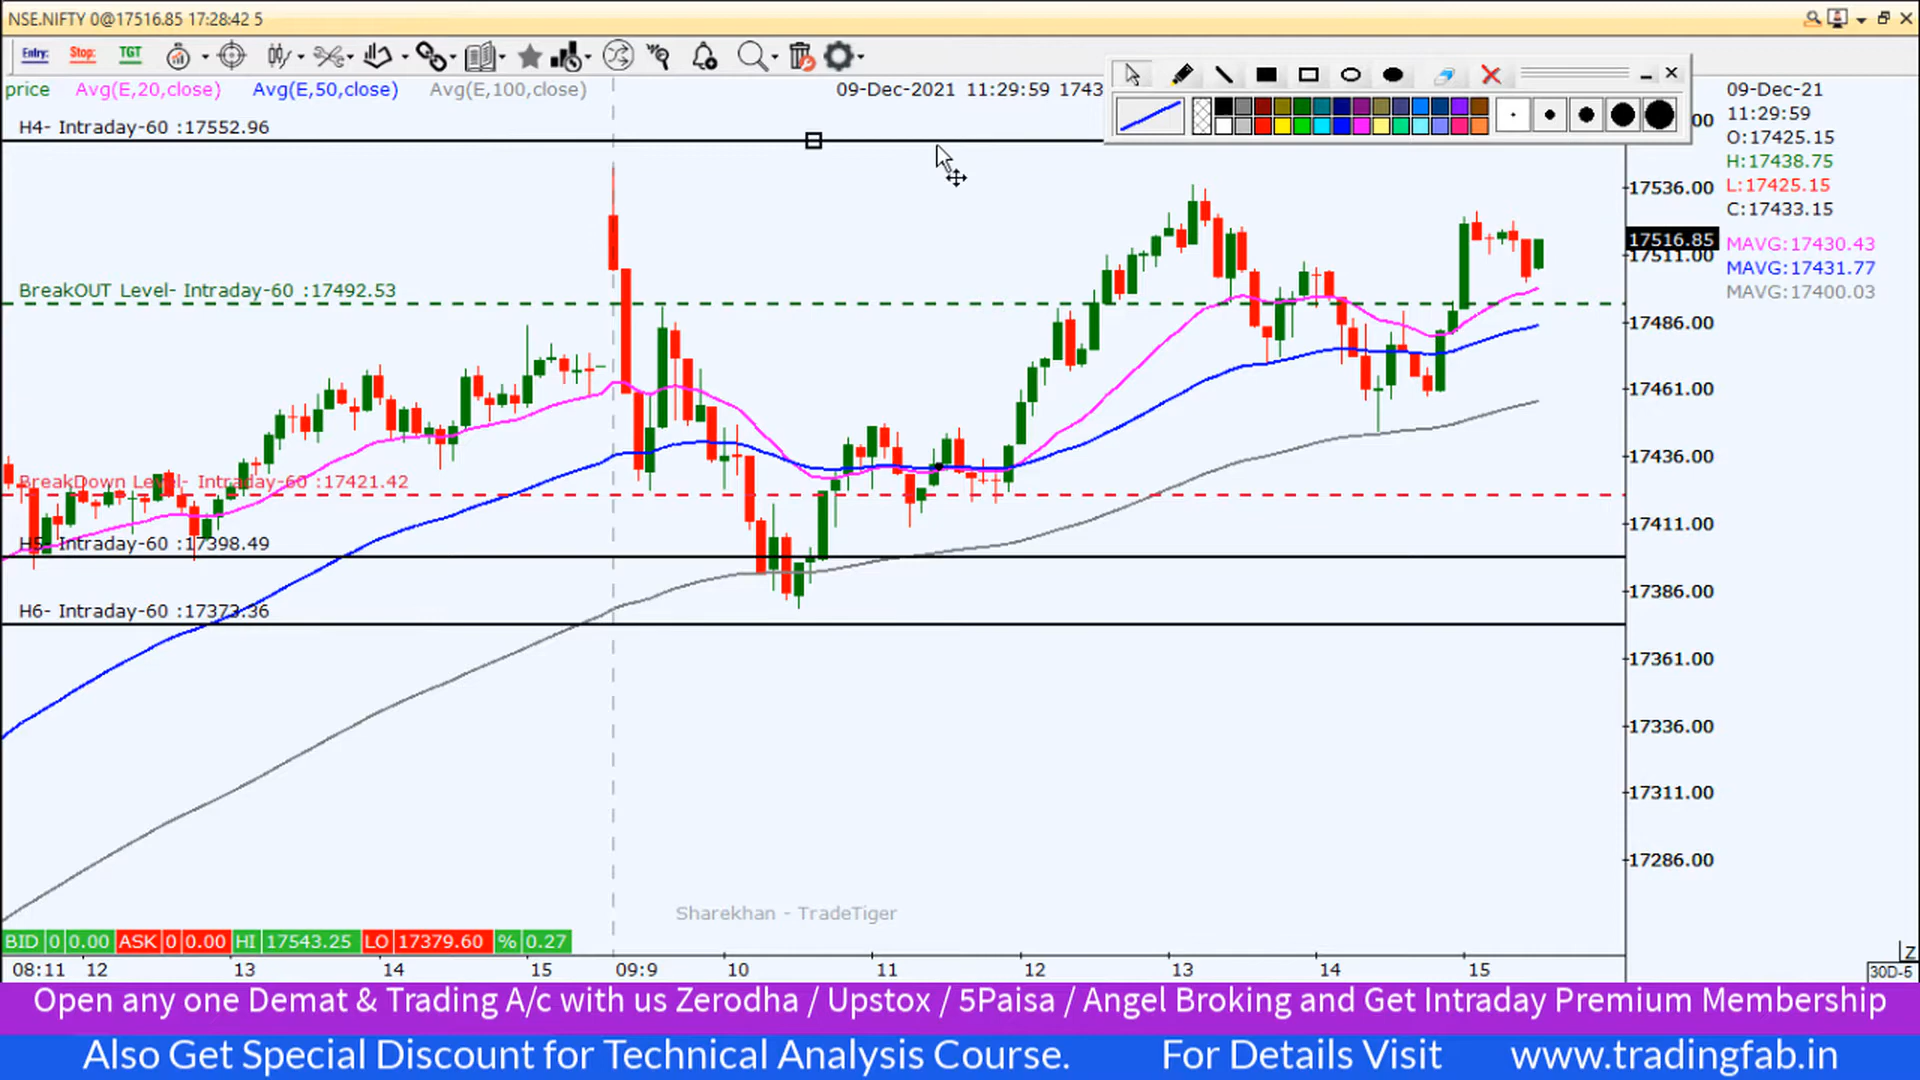 NSE.NIFTY 0@17516.85 17:28:42 5
Entry: Stop: TGT
price Avg(E,20,close) Avg(E,50,close) Avg(E,100,close) 09-Dec-2021 11:29:59 1743
09-Dec-21
11:29:59
O:17425.15
H:17438.75
L:17425.15
C:17433.15
MAVG:17430.43
MAVG:17431.77
MAVG:17400.03
H4- Intraday-60 :17552.96
BreakOUT Level- Intraday-60 :17492.53
BreakDown Level- Intraday-60 :17421.42
H5- Intraday-60 :17398.49
H6- Intraday-60 :17373.36
00
17536.00
17516.85
17511.00
17486.00
17461.00
17436.00
17411.00
17386.00
17361.00
17336.00
17311.00
17286.00
Sharekhan - TradeTiger
BID 0 0.00 ASK 0 0.00 HI 17543.25 LO 17379.60 % 0.27
Z
08:11 12 13 14 15 09:9 10 11 12 13 14 15 30D-5
Open any one Demat & Trading A/c with us Zerodha / Upstox / 5Paisa / Angel Broking and Get Intraday Premium Membership
Also Get Special Discount for Technical Analysis Course. For Details Visit www.tradingfab.in